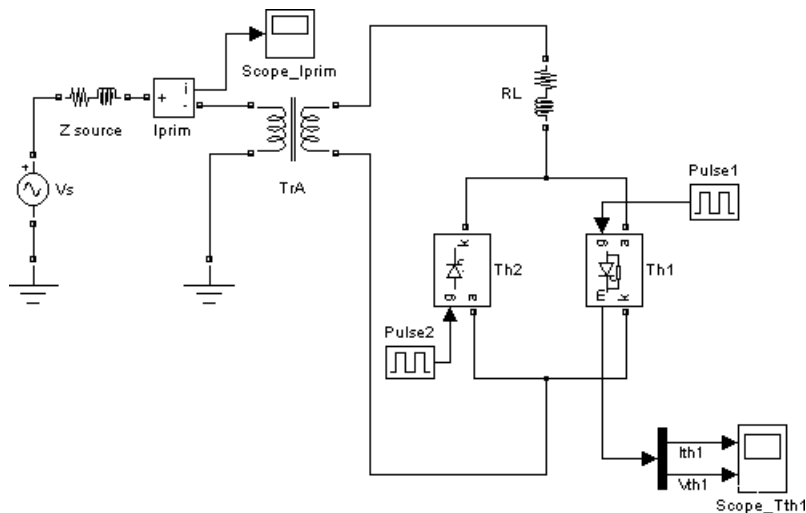 Scope_Iprim
+ i -
Z source
Iprim
RL
TrA
+
Vs
Pulse1
k
g a
Th2
g a
m k
Th1
Pulse2
Ith1
Vth1
Scope_Tth1